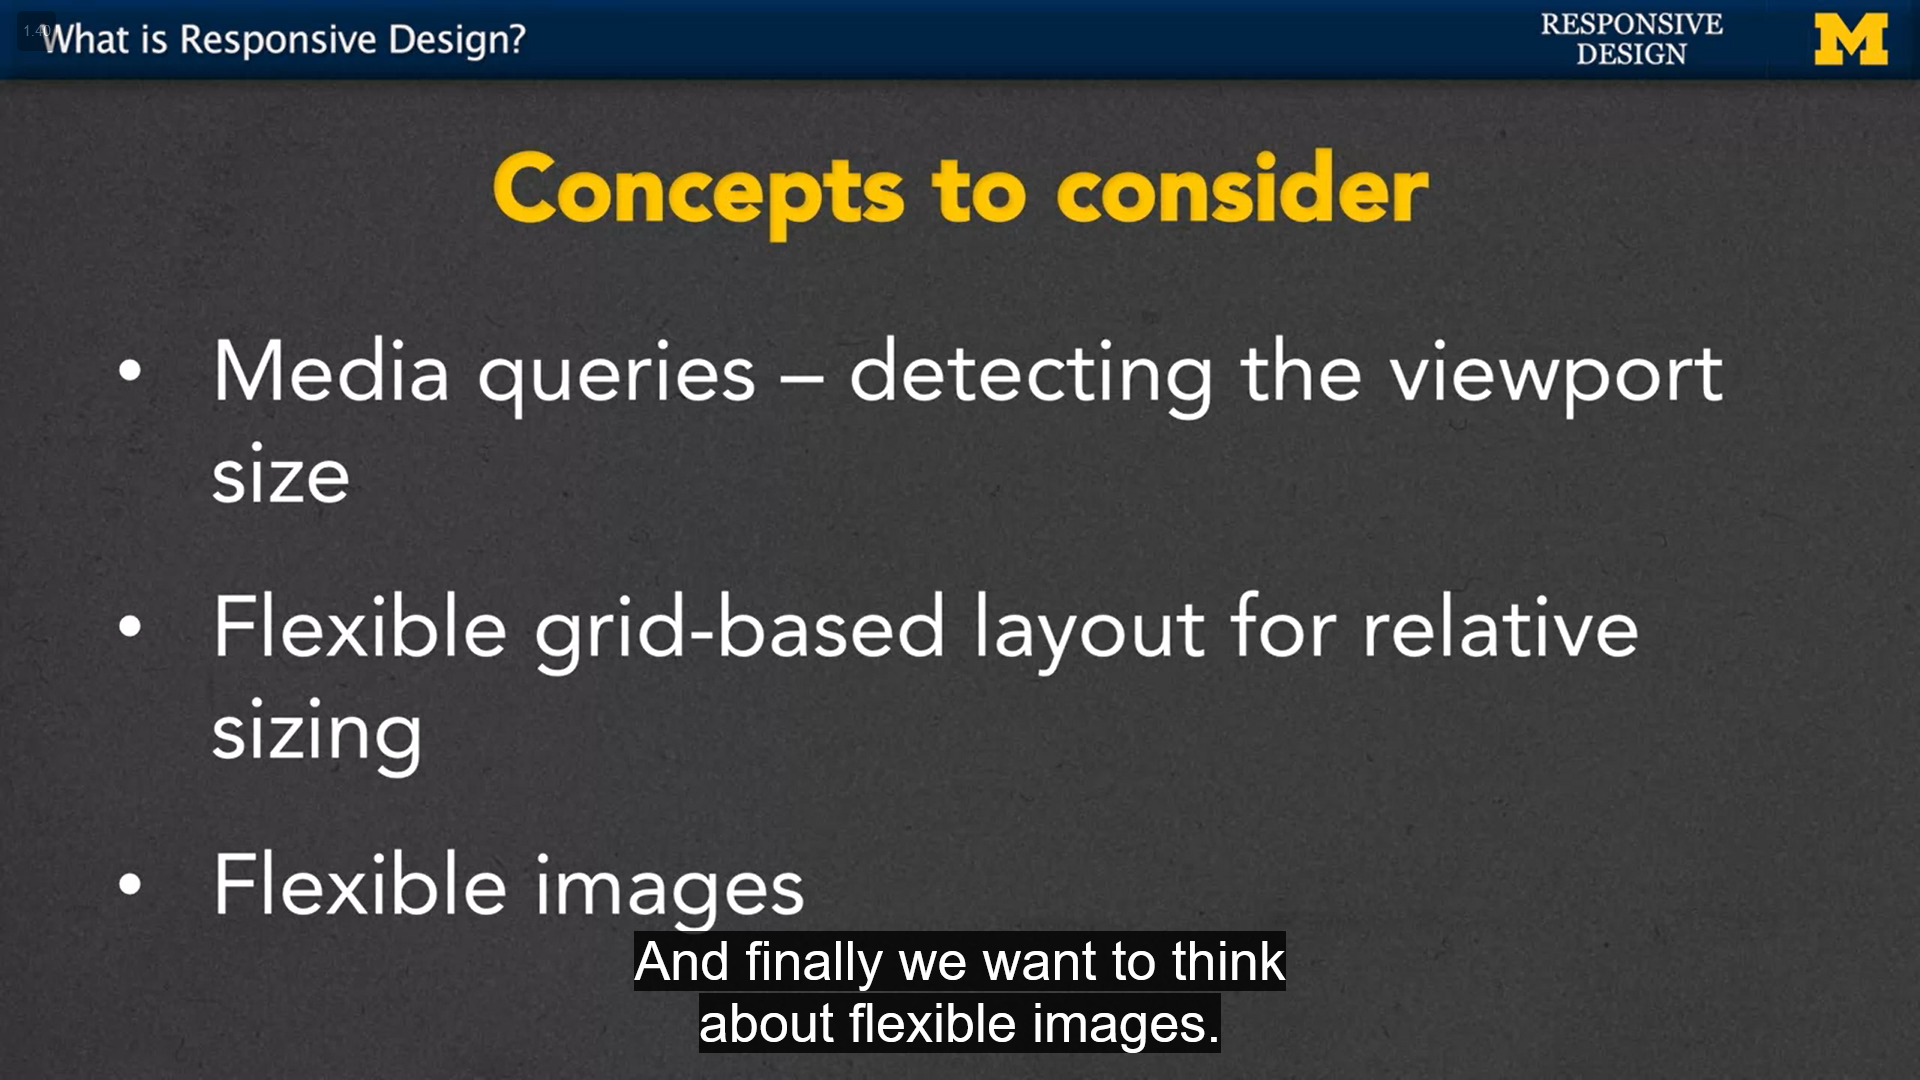 1.40
What is Responsive Design?
RESPONSIVE
DESIGN
M
Concepts to consider
• Media queries – detecting the viewport
size
• Flexible grid-based layout for relative
sizing
• Flexible images
And finally we want to think
about flexible images.